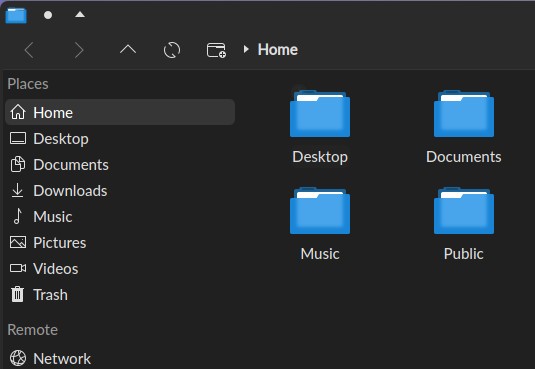 Home
Places
Home
Desktop
Documents
Downloads
Music
Pictures
Videos
Trash
Remote
Network
Desktop Documents
Music Public